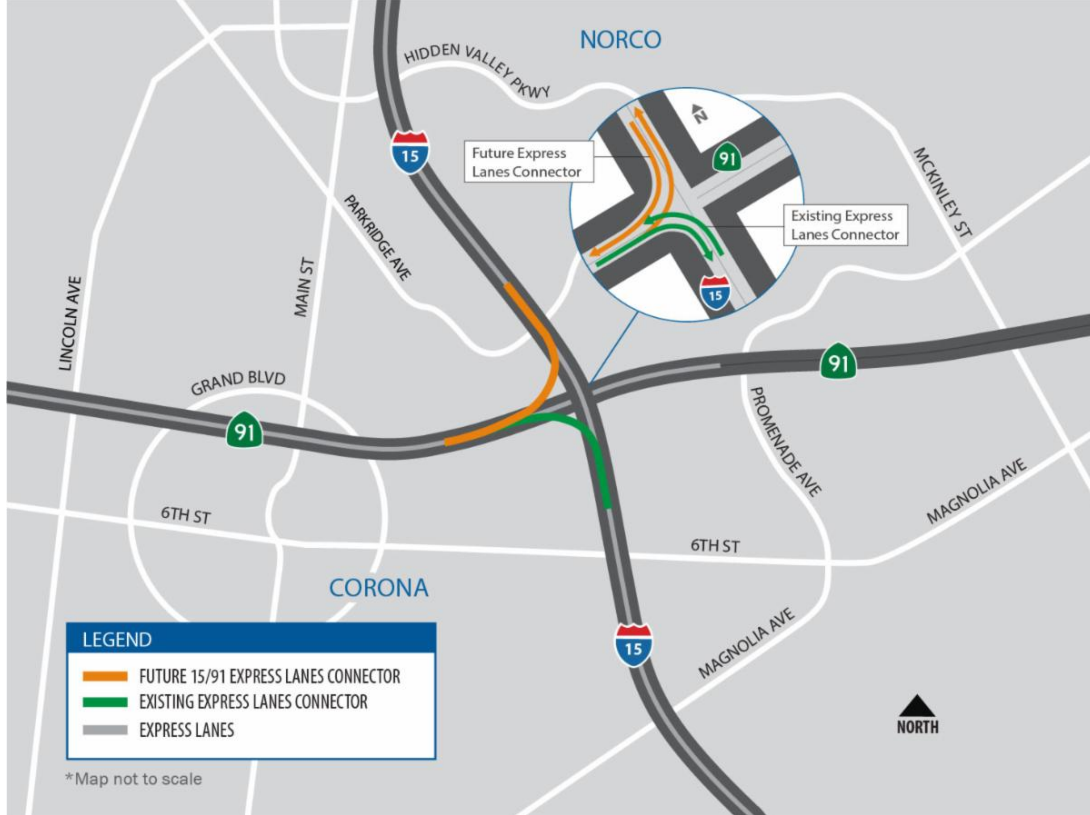 NORCO
HIDDEN VALLEY PKWY
15
N
91
Future Express
Lanes Connector
MCKINLEY ST
Existing Express
Lanes Connector
15
PARKRIDGE AVE
MAIN ST
LINCOLN AVE
GRAND BLVD
91
91
PROMENADE AVE
MAGNOLIA AVE
6TH ST
6TH ST
CORONA
MAGNOLIA AVE
15
LEGEND
FUTURE 15/91 EXPRESS LANES CONNECTOR
EXISTING EXPRESS LANES CONNECTOR
EXPRESS LANES
NORTH
*Map not to scale